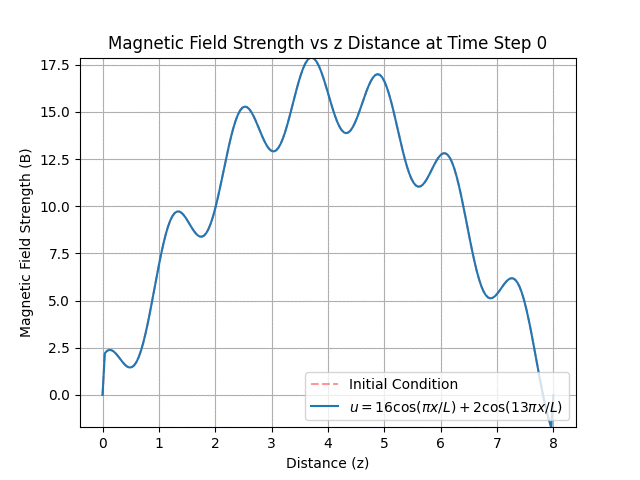 Magnetic Field Strength vs z Distance at Time Step 0
17.5
15.0
12.5
10.0
7.5
5.0
2.5
0.0
Magnetic Field Strength (B)
Initial Condition
u = 16cos(πx/L) + 2cos(13πx/L)
0 1 2 3 4 5 6 7 8
Distance (z)